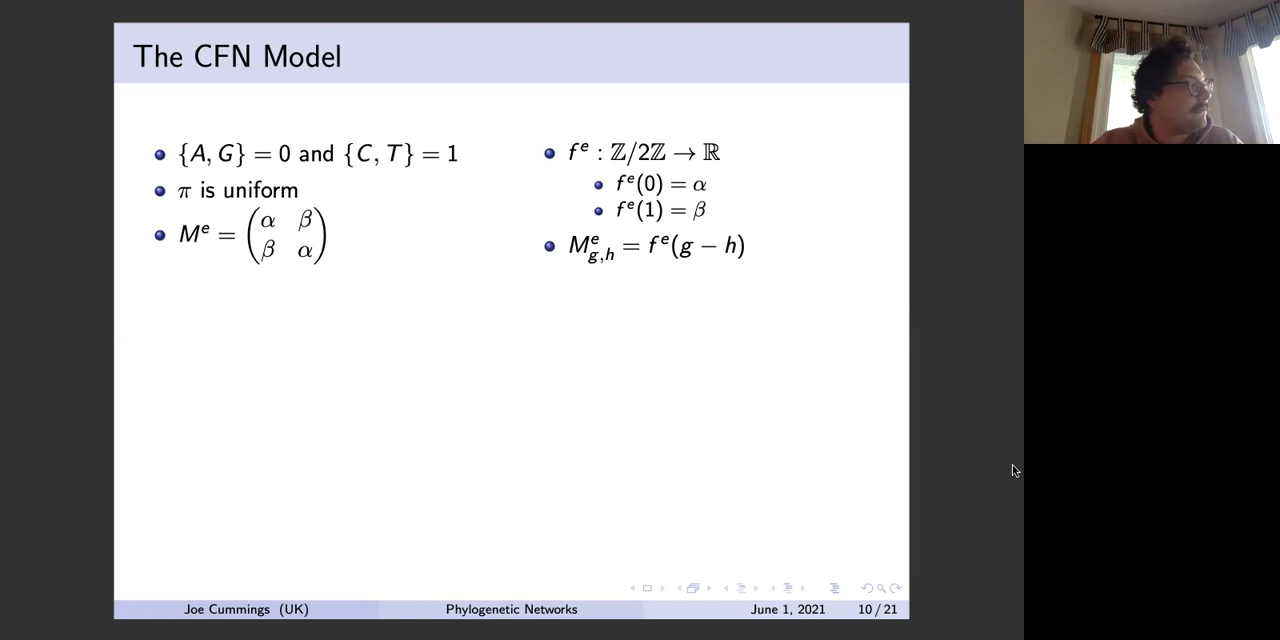 The CFN Model
{A, G} = 0 and {C, T} = 1
π is uniform
M^e = (α β
β α)
f^e : ℤ/2ℤ → ℝ
f^e(0) = α
f^e(1) = β
M^e_{g,h} = f^e(g − h)
Joe Cummings (UK) Phylogenetic Networks June 1, 2021 10 / 21